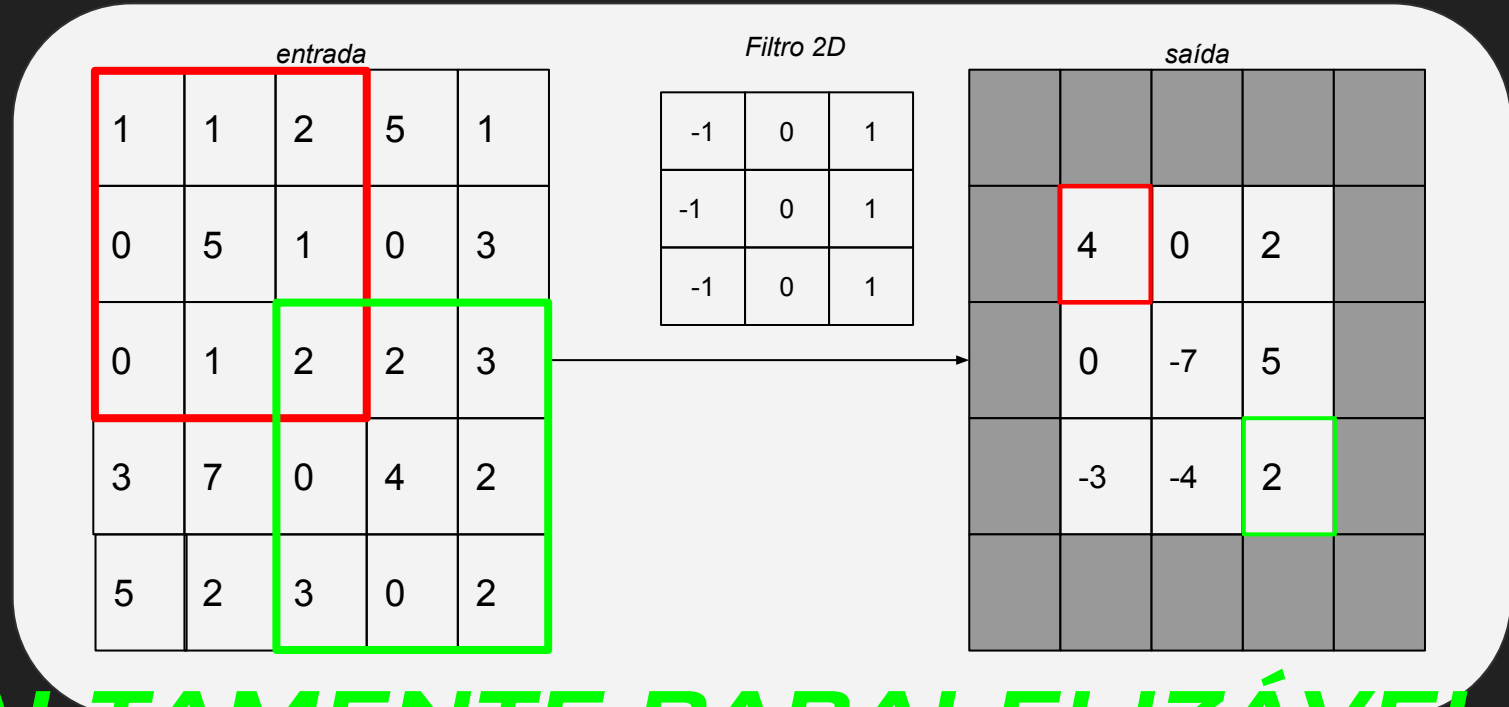 entrada
Filtro 2D
saída
1 1 2 5 1
0 5 1 0 3
0 1 2 2 3
3 7 0 4 2
5 2 3 0 2
-1 0 1
-1 0 1
-1 0 1
4 0 2
0 -7 5
-3 -4 2
ALTAMENTE PARALELIZÁVEL